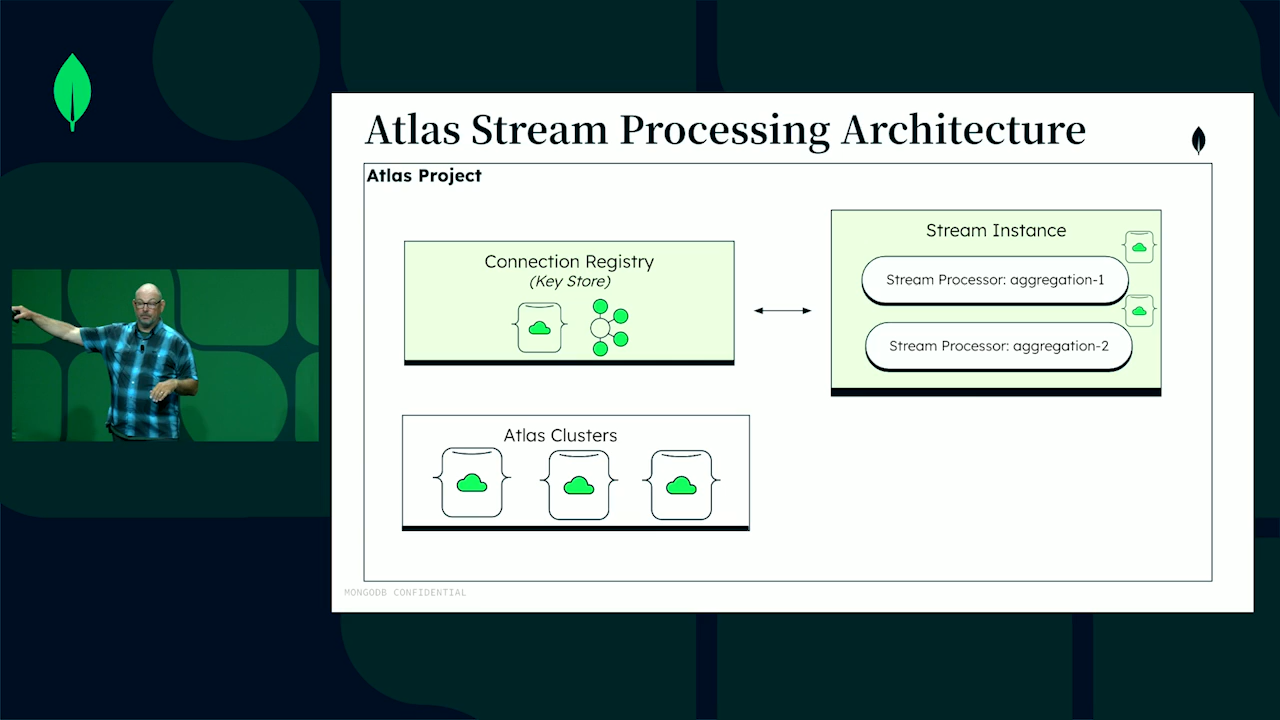 Atlas Stream Processing Architecture
Atlas Project
Connection Registry
(Key Store)
Stream Instance
Stream Processor: aggregation-1
Stream Processor: aggregation-2
Atlas Clusters
MONGODB CONFIDENTIAL